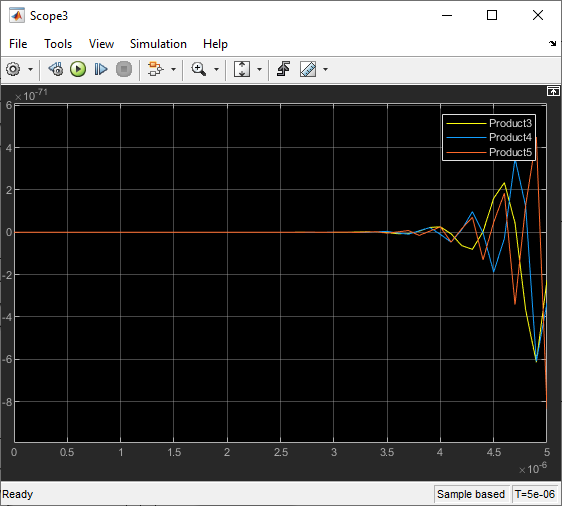 Scope3
File Tools View Simulation Help
×10⁻⁷¹
Product3
Product4
Product5
6
4
2
0
-2
-4
-6
-8
0 0.5 1 1.5 2 2.5 3 3.5 4 4.5 5
×10⁻⁶
Ready Sample based T=5e-06